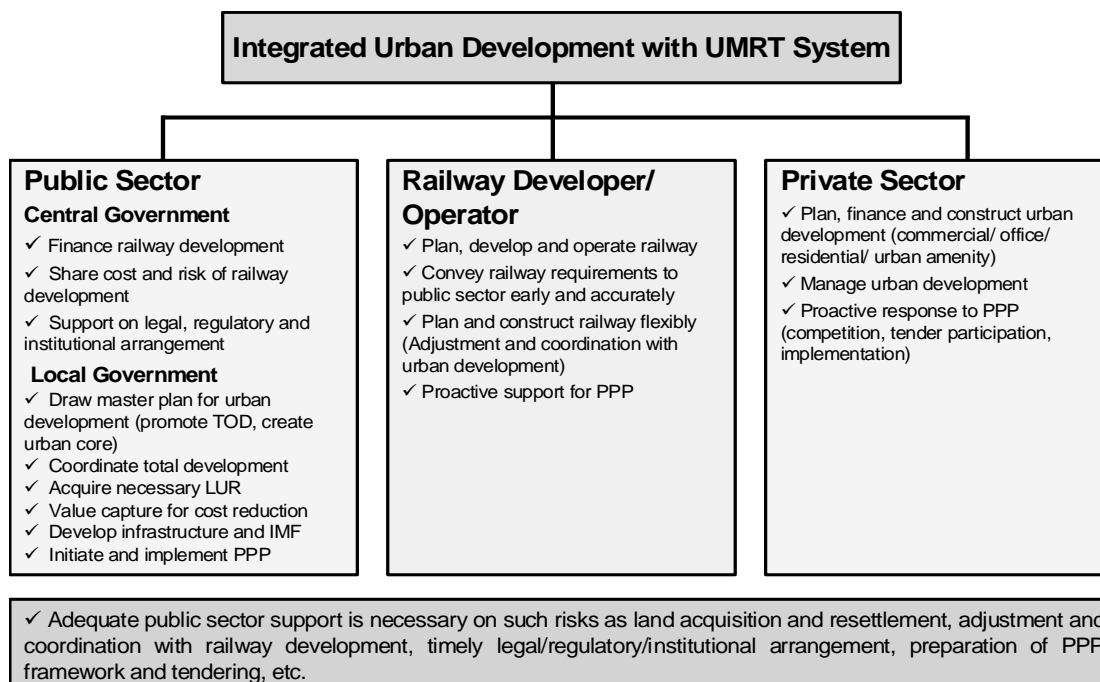 Integrated Urban Development with UMRT System
Public Sector
Central Government
✓ Finance railway development
✓ Share cost and risk of railway
development
✓ Support on legal, regulatory and
institutional arrangement
Local Government
✓ Draw master plan for urban
development (promote TOD, create
urban core)
✓ Coordinate total development
✓ Acquire necessary LUR
✓ Value capture for cost reduction
✓ Develop infrastructure and IMF
✓ Initiate and implement PPP
Railway Developer/
Operator
✓ Plan, develop and operate railway
✓ Convey railway requirements to
public sector early and accurately
✓ Plan and construct railway flexibly
(Adjustment and coordination with
urban development)
✓ Proactive support for PPP
Private Sector
✓ Plan, finance and construct urban
development (commercial/ office/
residential/ urban amenity)
✓ Manage urban development
✓ Proactive response to PPP
(competition, tender participation,
implementation)
✓ Adequate public sector support is necessary on such risks as land acquisition and resettlement, adjustment and
coordination with railway development, timely legal/regulatory/institutional arrangement, preparation of PPP
framework and tendering, etc.